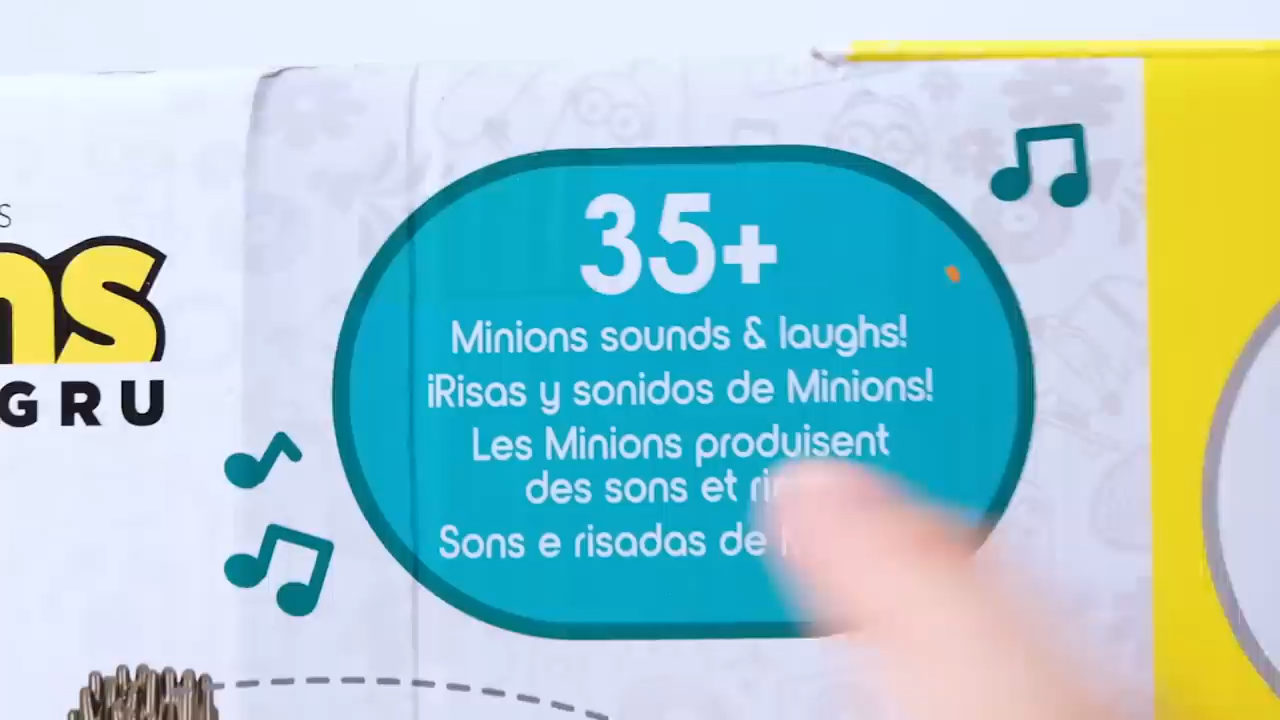 S
ns
GRU
35+
Minions sounds & laughs!
¡Risas y sonidos de Minions!
Les Minions produisent
des sons et
Sons e risadas de